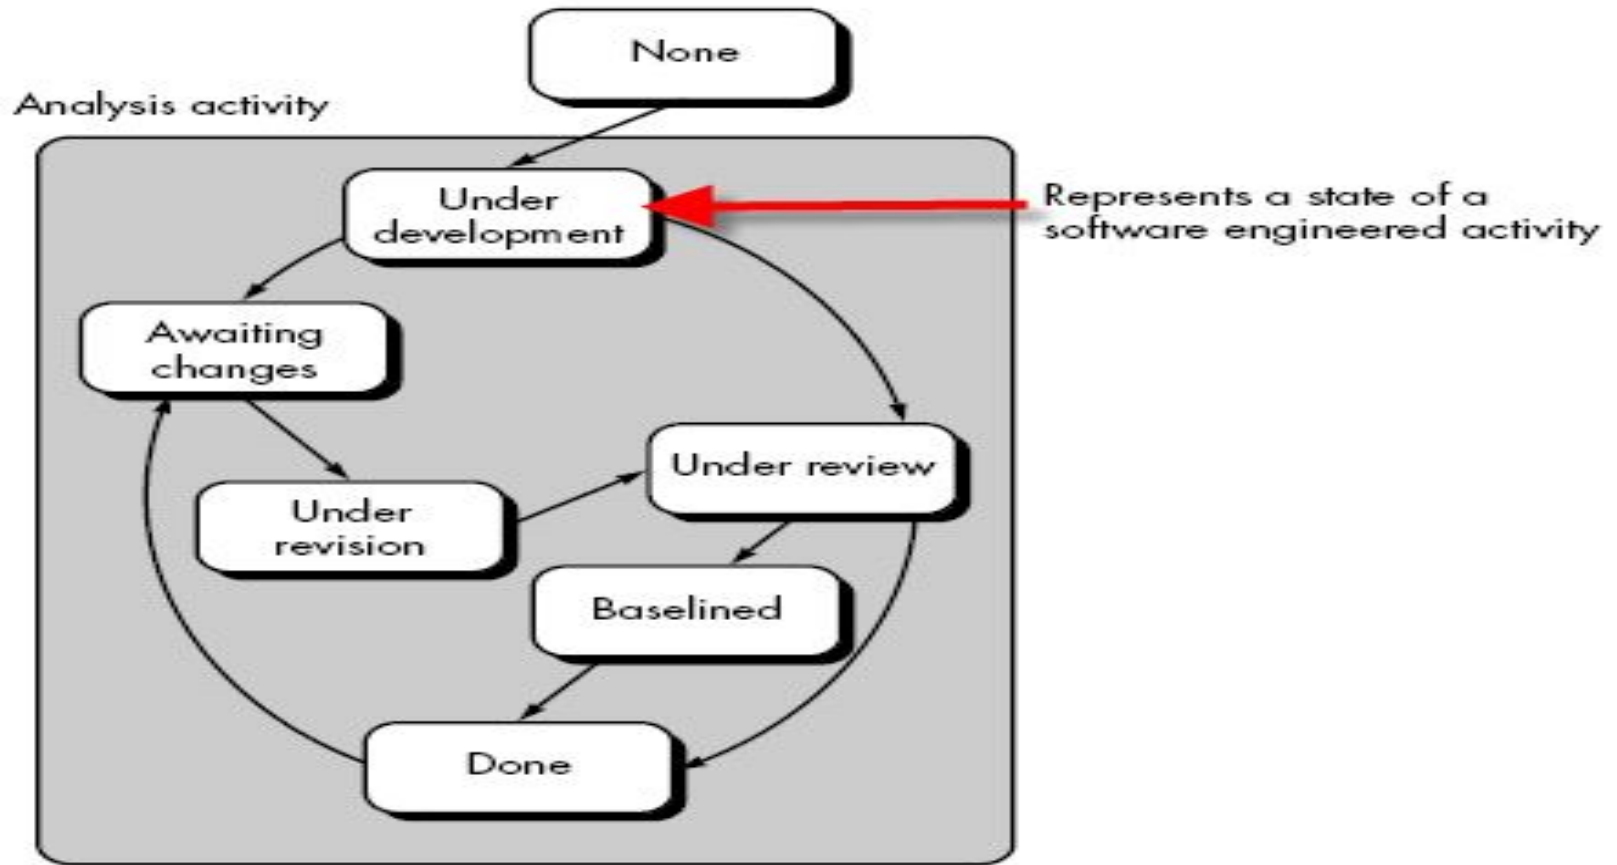 None
Analysis activity
Under
development
Represents a state of a
software engineered activity
Awaiting
changes
Under review
Under
revision
Baselined
Done